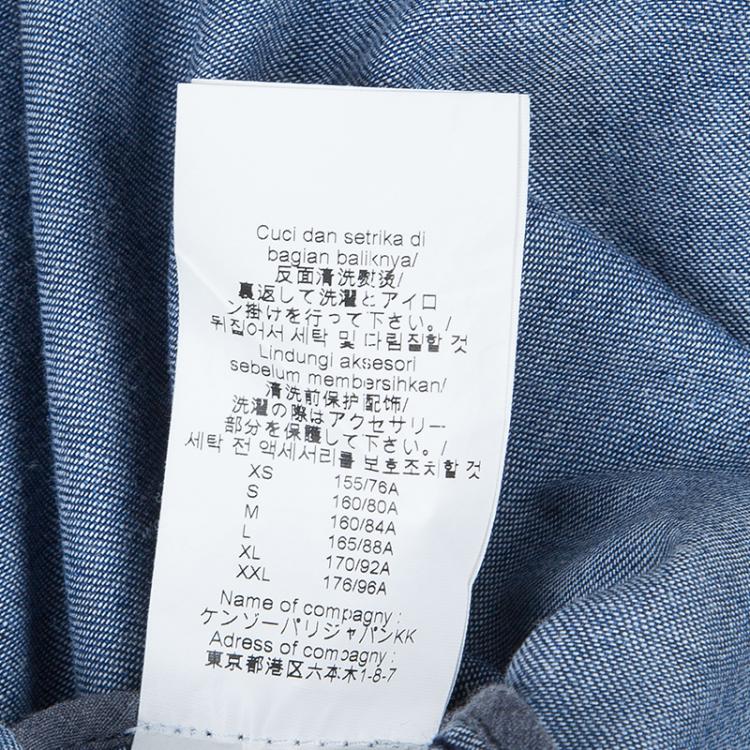 Cuci dan setrika di
bagian baliknya/
反面清洗熨烫/
裏返して洗濯とアイロ
ン掛けを行って下さい。/
뒤집어서 세탁 및 다림질할 것
Lindungi aksesori
sebelum membersihkan/
清洗前保护配饰/
洗濯の際はアクセサリー
部分を保護して下さい。/
세탁 전 액세서리를 보호조치할 것
XS 155/76A
S 160/80A
M 160/84A
L 165/88A
XL 170/92A
XXL 176/96A
Name of compagny :
ケンゾーパリジャパンKK
Adress of compagny :
東京都港区六本木1-8-7